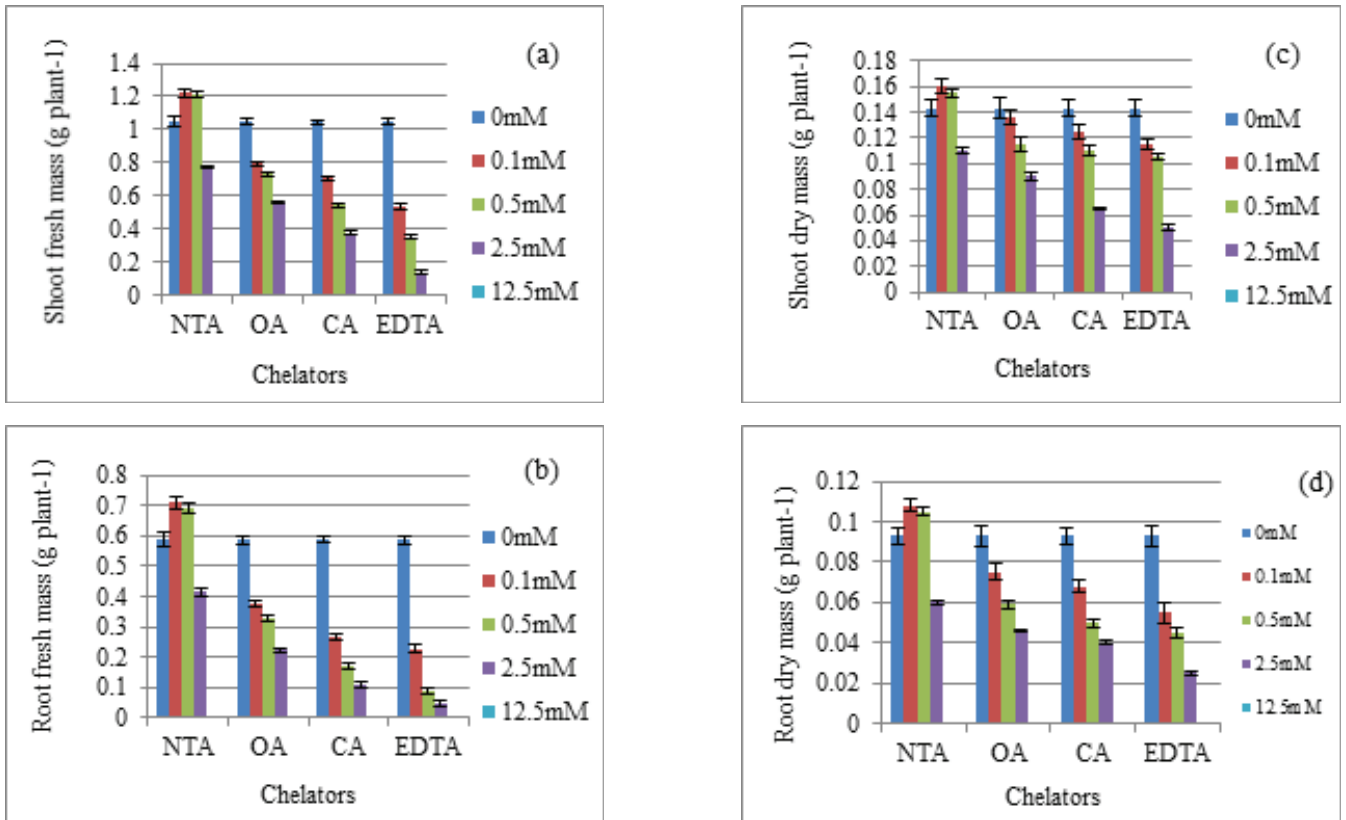 Shoot fresh mass (g plant-1)
1.4
1.2
1
0.8
0.6
0.4
0.2
0
NTA OA CA EDTA
Chelators
(a)
0mM
0.1mM
0.5mM
2.5mM
12.5mM
Shoot dry mass (g plant-1)
0.18
0.16
0.14
0.12
0.1
0.08
0.06
0.04
0.02
0
NTA OA CA EDTA
Chelators
(c)
0mM
0.1mM
0.5mM
2.5mM
12.5mM
Root fresh mass (g plant-1)
0.8
0.7
0.6
0.5
0.4
0.3
0.2
0.1
0
NTA OA CA EDTA
Chelators
(b)
0mM
0.1mM
0.5mM
2.5mM
12.5mM
Root dry mass (g plant-1)
0.12
0.1
0.08
0.06
0.04
0.02
0
NTA OA CA EDTA
Chelators
(d)
0mM
0.1mM
0.5mM
2.5mM
12.5mM